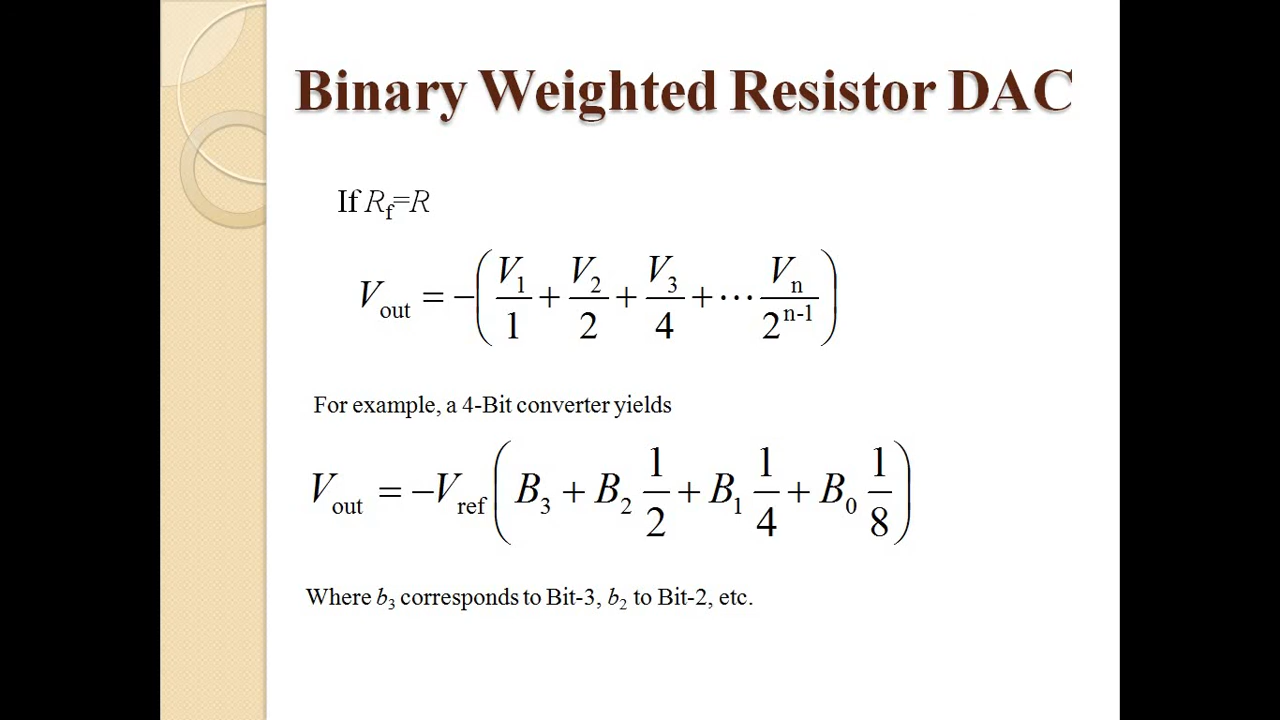 Binary Weighted Resistor DAC
If R_f=R
V_out = −(V_1/1 + V_2/2 + V_3/4 + ⋯ V_n/2^(n-1))
For example, a 4-Bit converter yields
V_out = −V_ref(B_3 + B_2 1/2 + B_1 1/4 + B_0 1/8)
Where b_3 corresponds to Bit-3, b_2 to Bit-2, etc.